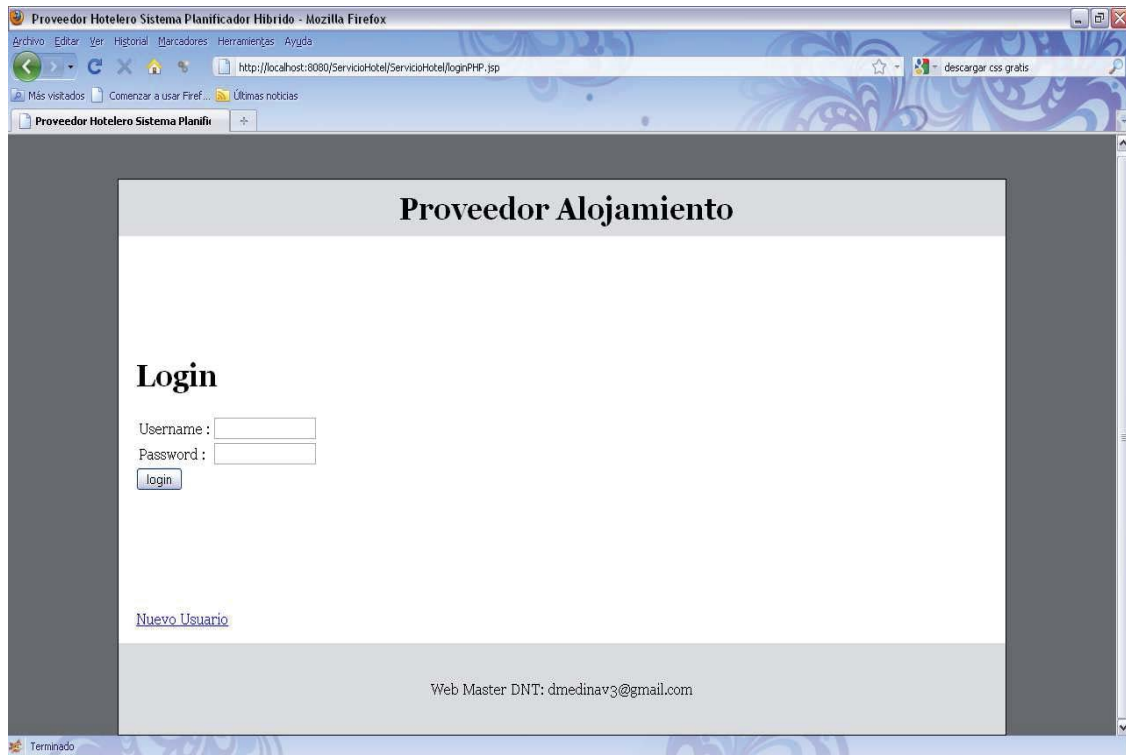 Proveedor Hotelero Sistema Planificador Hibrido - Mozilla Firefox
Archivo Editar Ver Historial Marcadores Herramientas Ayuda
http://localhost:8080/ServicioHotel/ServicioHotel/loginPHP.jsp
descargar css gratis
Más visitados Comenzar a usar Firef... Últimas noticias
Proveedor Hotelero Sistema Planific
Proveedor Alojamiento
Login
Username :
Password :
login
Nuevo Usuario
Web Master DNT: dmedinav3@gmail.com
Terminado